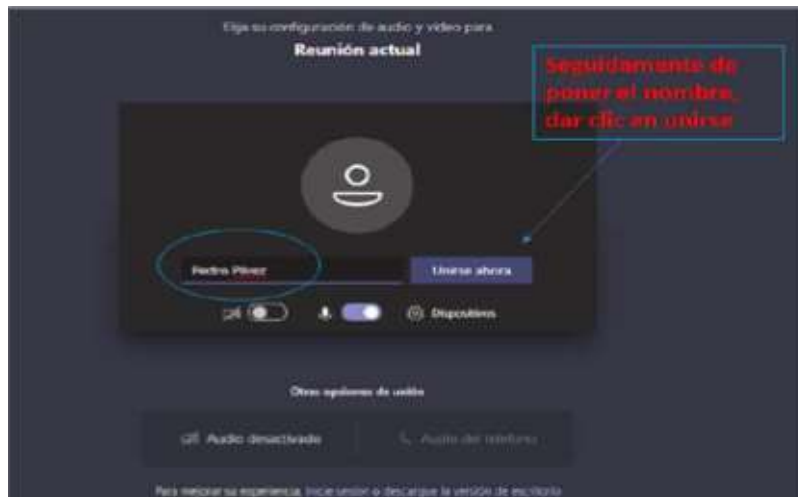 Elija su configuración de audio y vídeo para
Reunión actual
Seguidamente de
poner el nombre,
dar clic en unirse
Pedro Pérez
Unirse ahora
Dispositivos
Otras opciones de unión
Audio desactivado
Audio del teléfono
Para mejorar su experiencia, inicie sesión o descargue la versión de escritorio